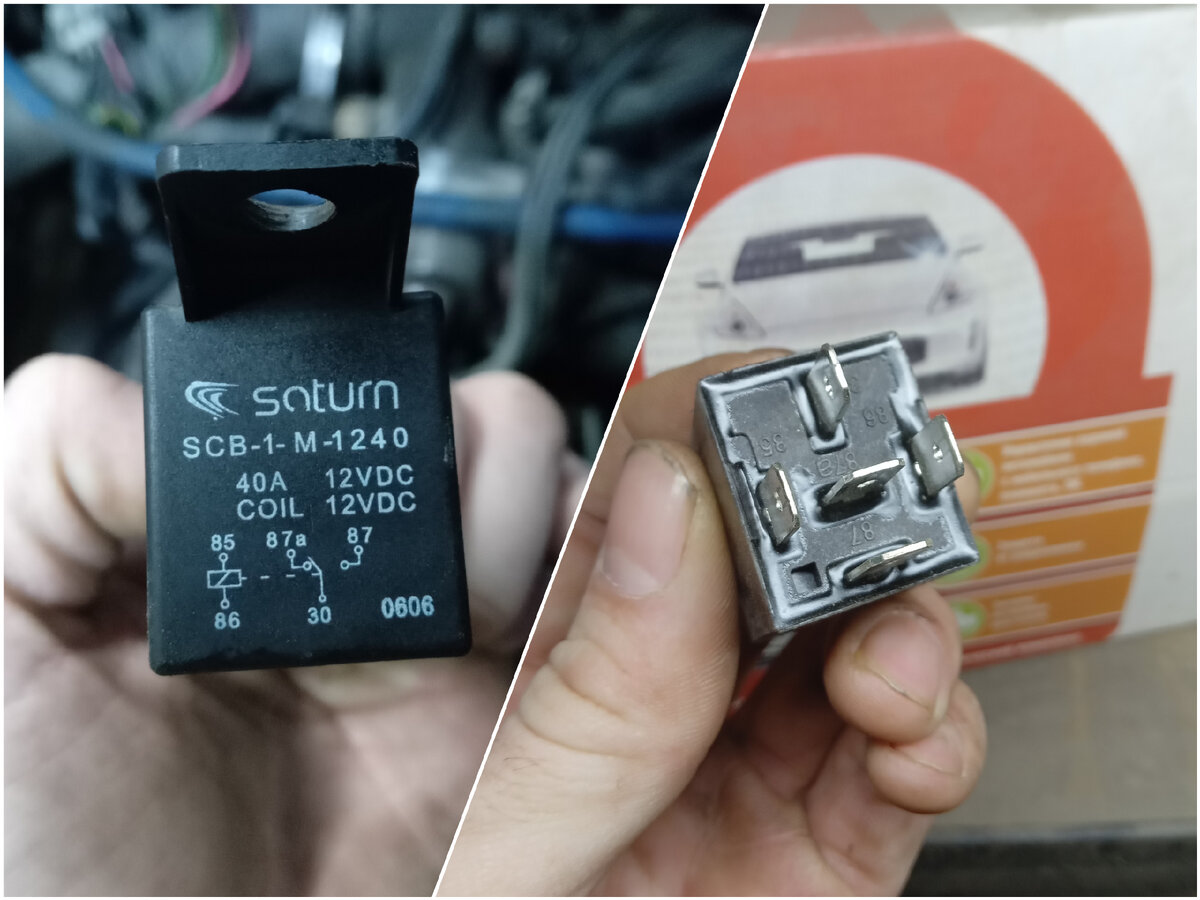 saturn
SCB-1-M-1240
40A 12VDC
COIL 12VDC
85 87a 87
86 30 0606
86
85
87a
87